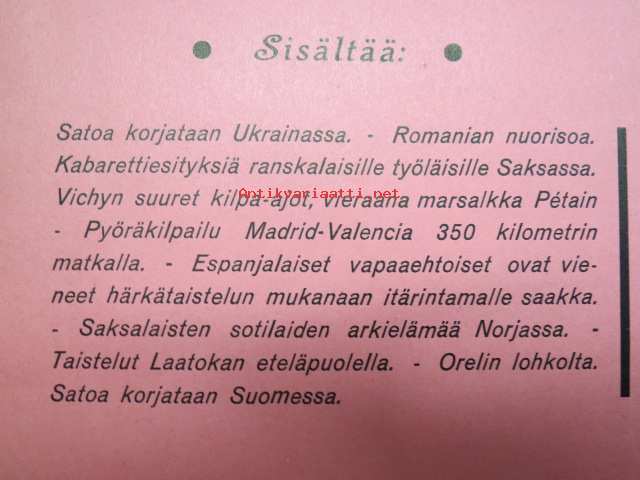 ● Sisältää: ●
Satoa korjataan Ukrainassa. - Romanian nuorisoa.
Kabarettiesityksiä ranskalaisille työläisille Saksassa.
Antikvariaatti.net
Vichyn suuret kilpa-ajot, vieraana marsalkka Pétain
- Pyöräkilpailu Madrid-Valencia 350 kilometrin
matkalla. - Espanjalaiset vapaaehtoiset ovat vie-
neet härkätaistelun mukanaan itärintamalle saakka.
- Saksalaisten sotilaiden arkielämää Norjassa. -
Taistelut Laatokan eteläpuolella. - Orelin lohkolta.
Satoa korjataan Suomessa.